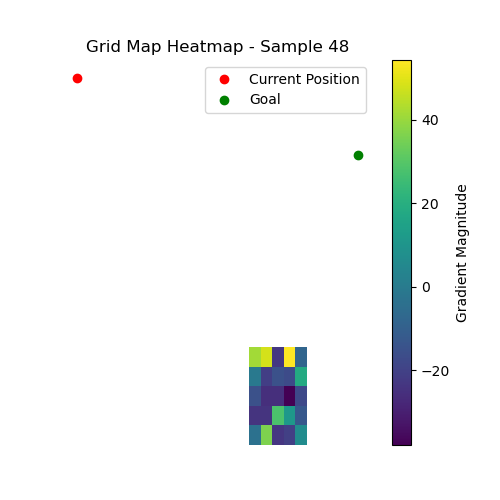 Grid Map Heatmap - Sample 48
Current Position
Goal
40
20
0
−20
Gradient Magnitude